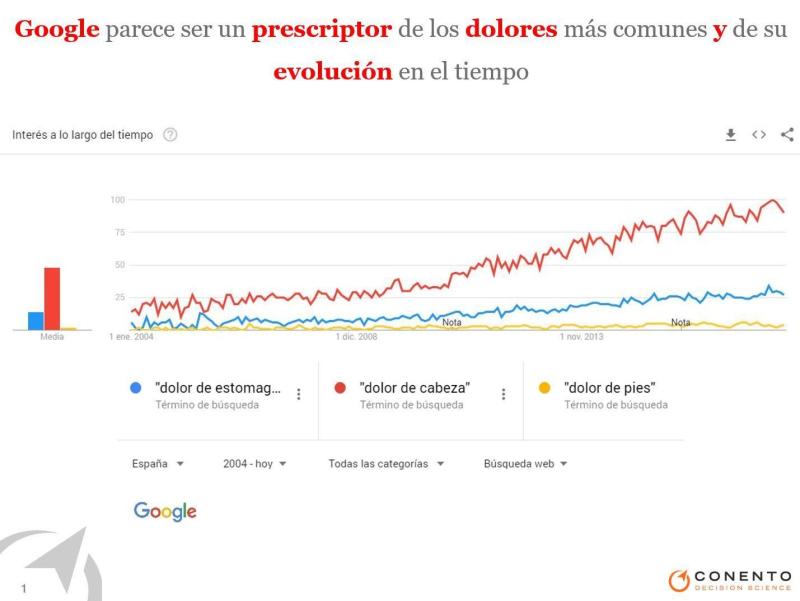 Google parece ser un prescriptor de los dolores más comunes y de su
evolución en el tiempo
Interés a lo largo del tiempo ?
100
75
50
25
Nota
Nota
Media
1 ene. 2004
1 dic. 2008
1 nov. 2013
"dolor de estomag...
Término de búsqueda
"dolor de cabeza"
Término de búsqueda
"dolor de pies"
Término de búsqueda
España
2004 - hoy
Todas las categorías
Búsqueda web
Google
1
CONENTO
DECISION SCIENCE